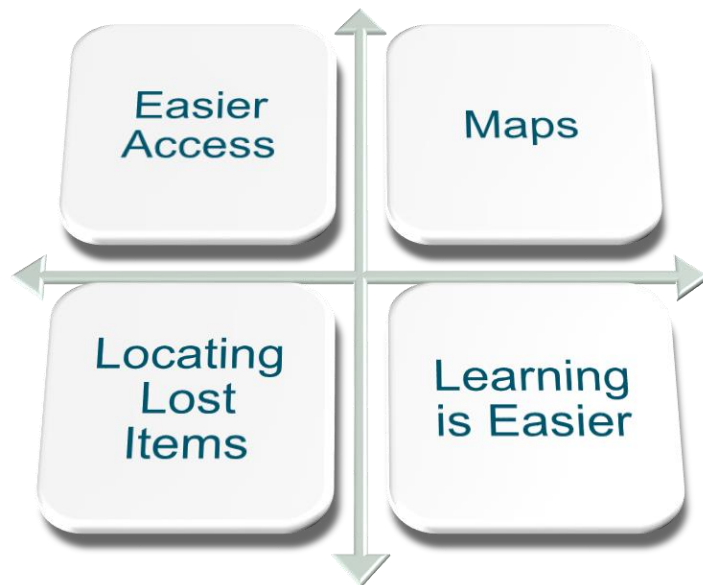 Easier
Access
Maps
Locating
Lost
Items
Learning
is Easier